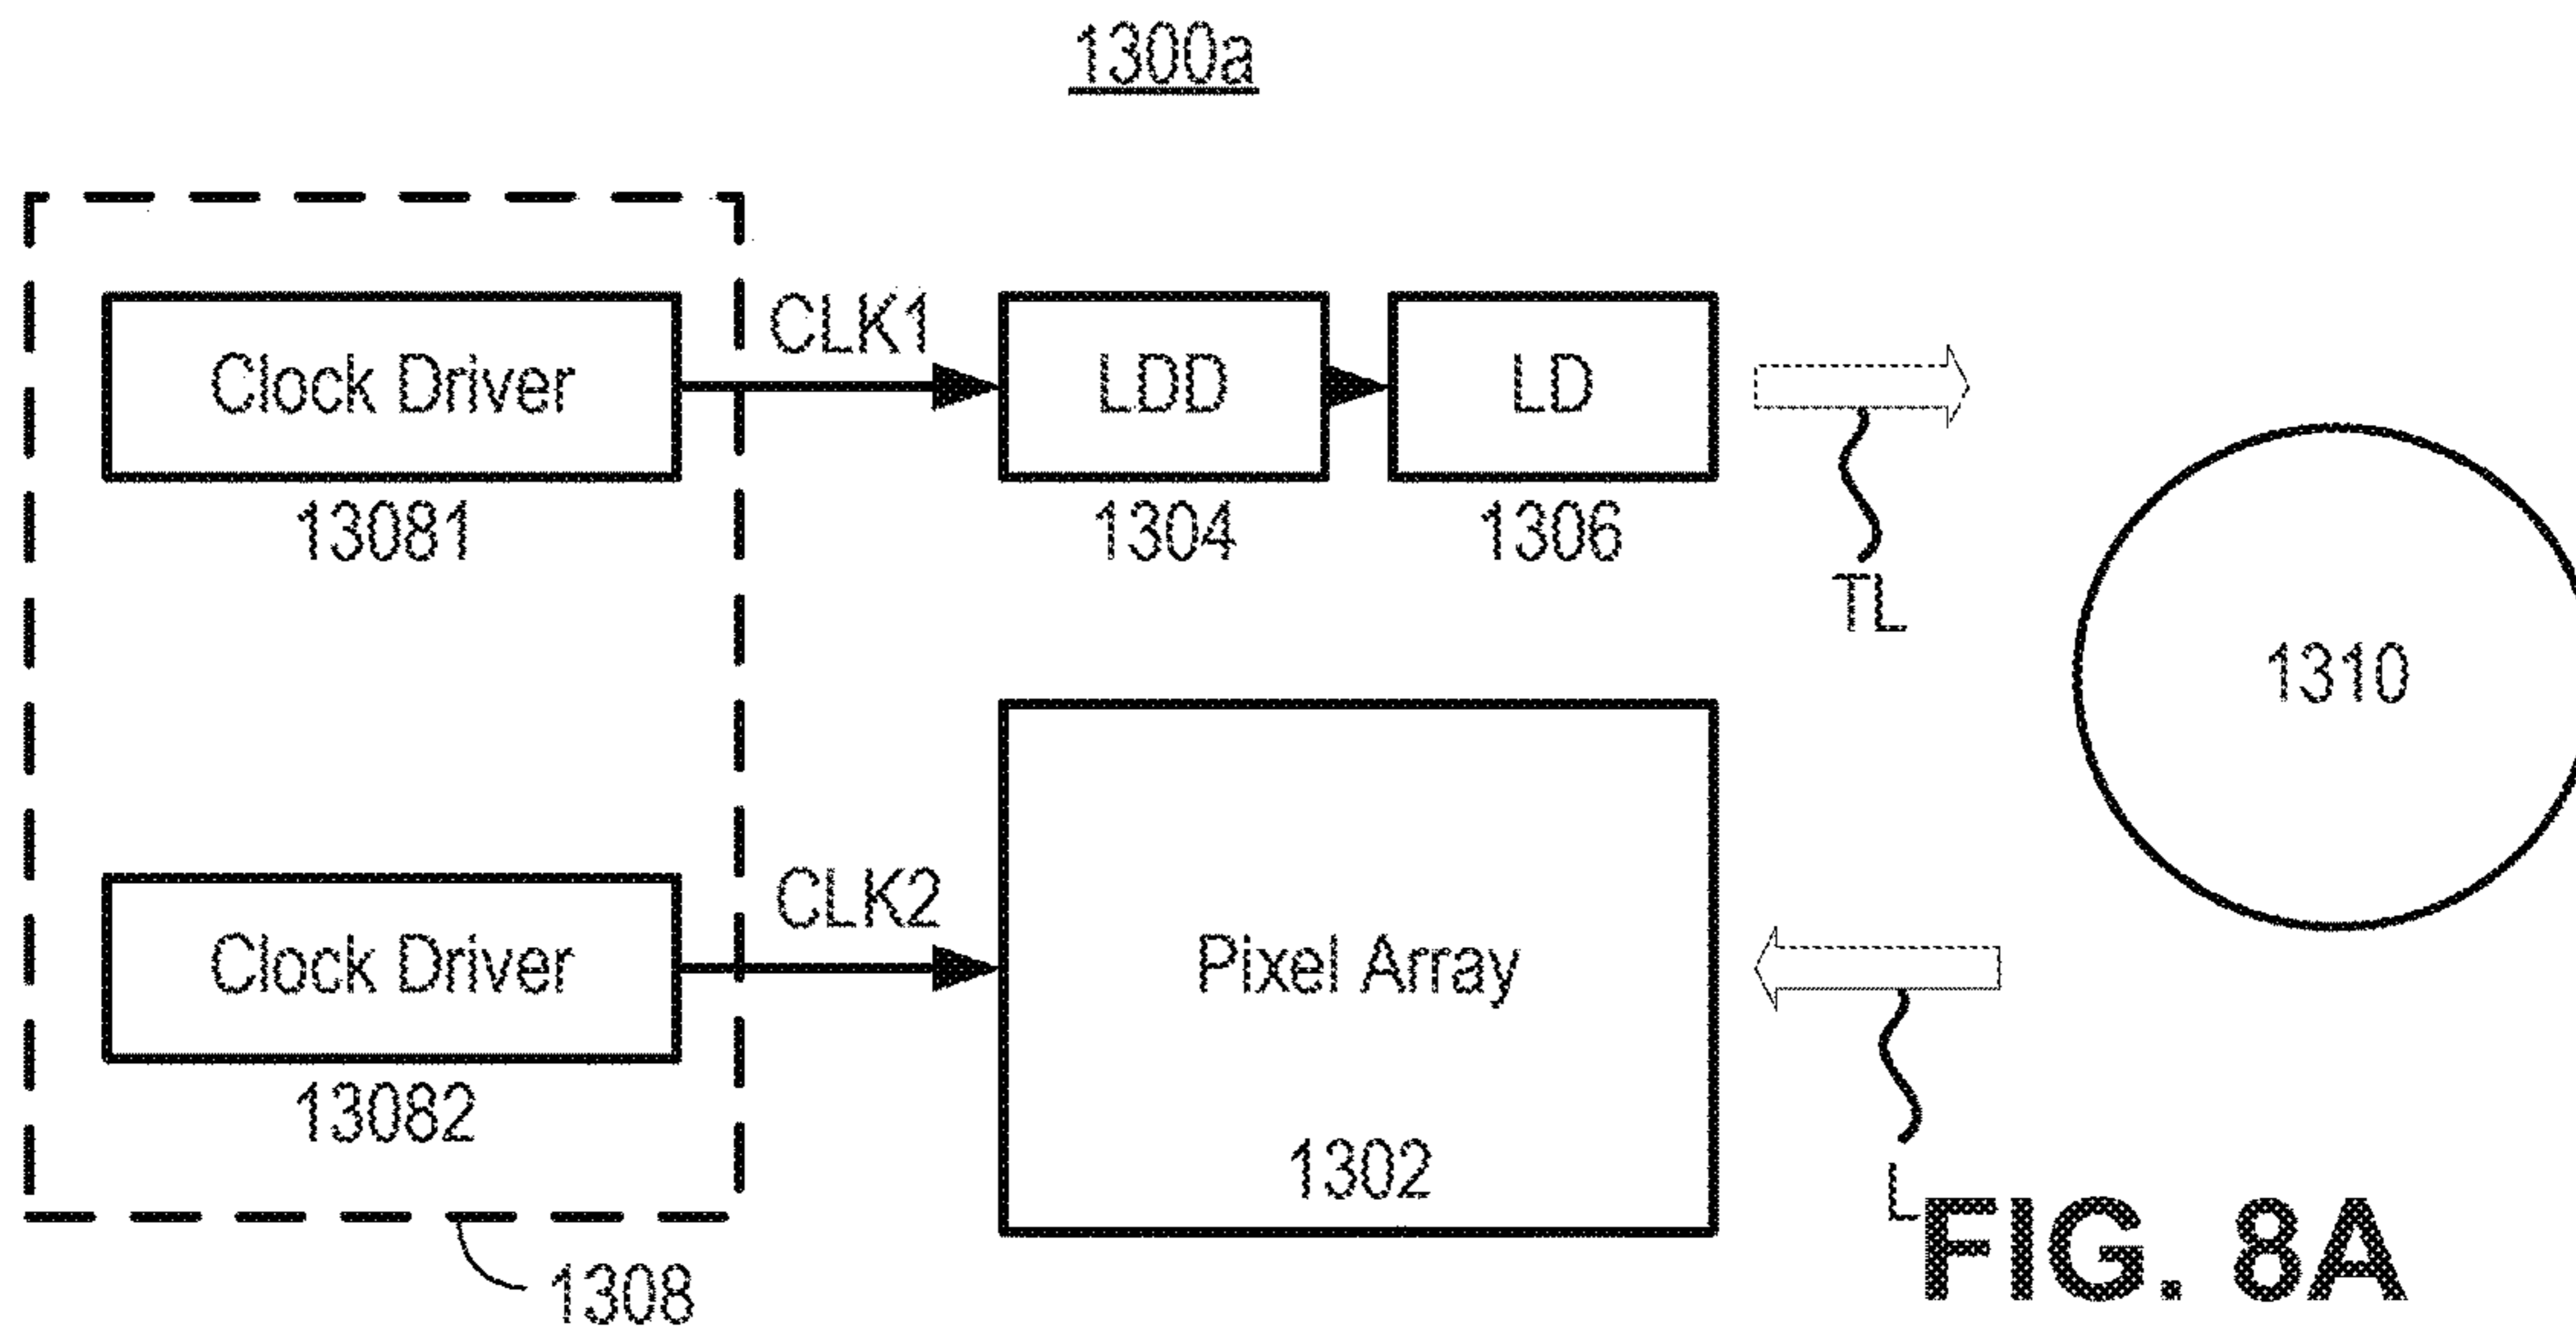 1300a
CLK1
Clock Driver
LDD
LD
13081
1304
1306
TL
1310
CLK2
Clock Driver
Pixel Array
13082
1302
L
1308
FIG. 8A